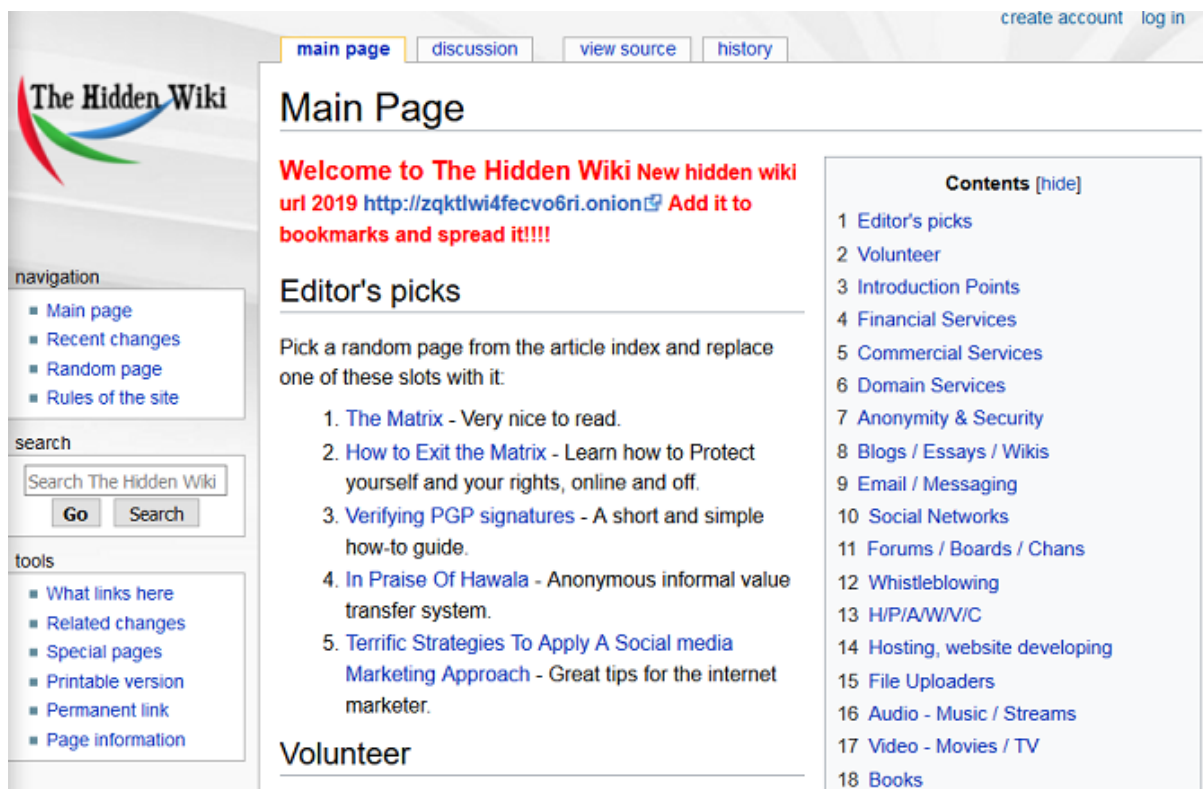 create account log in
main page discussion view source history
The Hidden Wiki
Main Page
Welcome to The Hidden Wiki New hidden wiki
url 2019 http://zqktlwi4fecvo6ri.onion Add it to
bookmarks and spread it!!!!
Editor's picks
Pick a random page from the article index and replace
one of these slots with it:
1. The Matrix - Very nice to read.
2. How to Exit the Matrix - Learn how to Protect
yourself and your rights, online and off.
3. Verifying PGP signatures - A short and simple
how-to guide.
4. In Praise Of Hawala - Anonymous informal value
transfer system.
5. Terrific Strategies To Apply A Social media
Marketing Approach - Great tips for the internet
marketer.
Volunteer
Contents [hide]
1 Editor's picks
2 Volunteer
3 Introduction Points
4 Financial Services
5 Commercial Services
6 Domain Services
7 Anonymity & Security
8 Blogs / Essays / Wikis
9 Email / Messaging
10 Social Networks
11 Forums / Boards / Chans
12 Whistleblowing
13 H/P/A/W/V/C
14 Hosting, website developing
15 File Uploaders
16 Audio - Music / Streams
17 Video - Movies / TV
18 Books
navigation
Main page
Recent changes
Random page
Rules of the site
search
Search The Hidden Wiki
Go Search
tools
What links here
Related changes
Special pages
Printable version
Permanent link
Page information